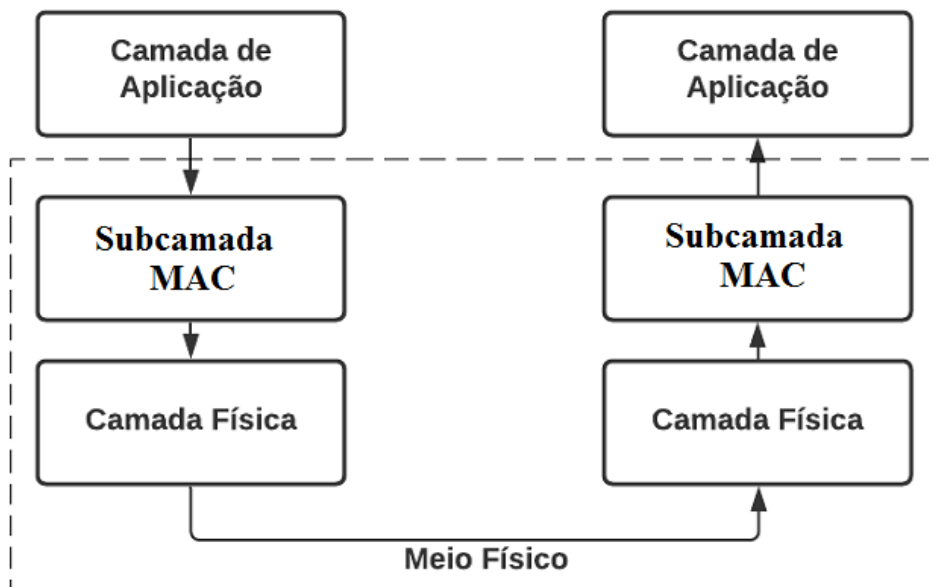 Camada de
Aplicação
Camada de
Aplicação
Subcamada
MAC
Subcamada
MAC
Camada Física
Camada Física
Meio Físico